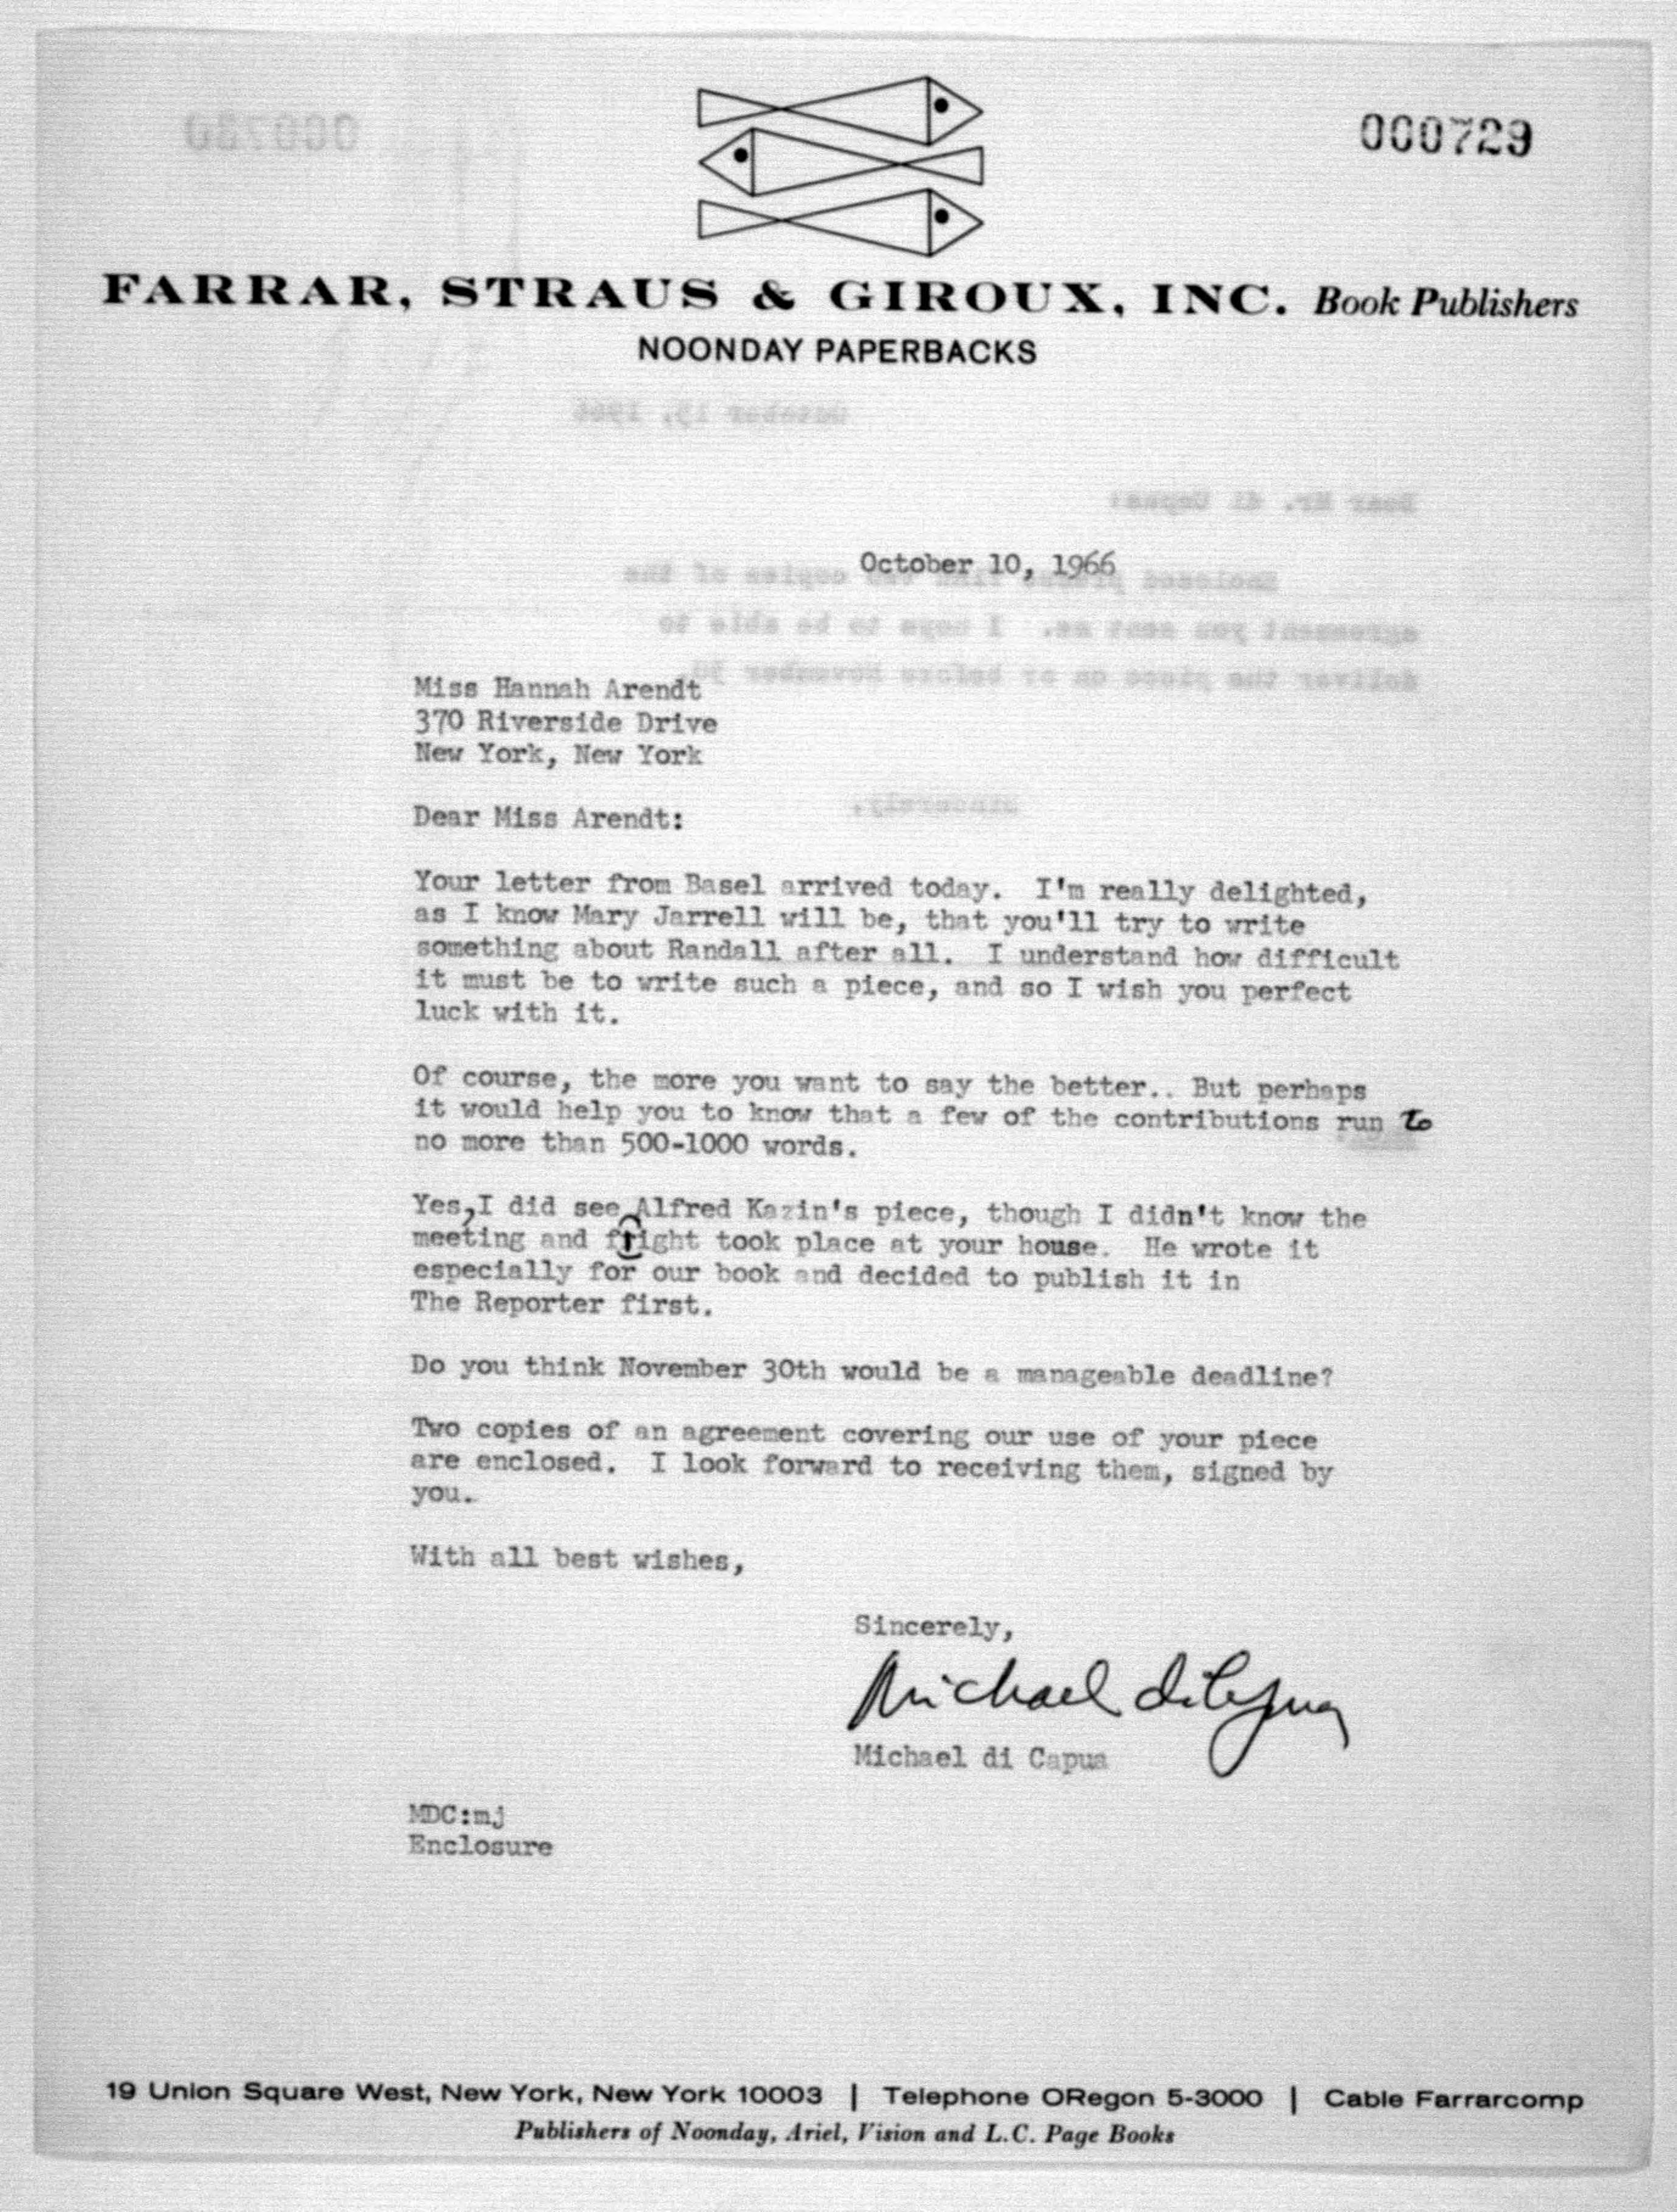 000729
FARRAR, STRAUS & GIROUX, INC. Book Publishers
NOONDAY PAPERBACKS
October 10, 1966
Miss Hannah Arendt
370 Riverside Drive
New York, New York
Dear Miss Arendt:
Your letter from Basel arrived today. I'm really delighted,
as I know Mary Jarrell will be, that you'll try to write
something about Randall after all. I understand how difficult
it must be to write such a piece, and so I wish you perfect
luck with it.
Of course, the more you want to say the better.. But perhaps
it would help you to know that a few of the contributions run to
no more than 500-1000 words.
Yes, I did see Alfred Kazin's piece, though I didn't know the
meeting and fright took place at your house. He wrote it
especially for our book and decided to publish it in
The Reporter first.
Do you think November 30th would be a manageable deadline?
Two copies of an agreement covering our use of your piece
are enclosed. I look forward to receiving them, signed by
you.
With all best wishes,
Sincerely,
Michael di Capua
Michael di Capua
MDC:mj
Enclosure
19 Union Square West, New York, New York 10003 | Telephone ORegon 5-3000 | Cable Farrarcomp
Publishers of Noonday, Ariel, Vision and L.C. Page Books